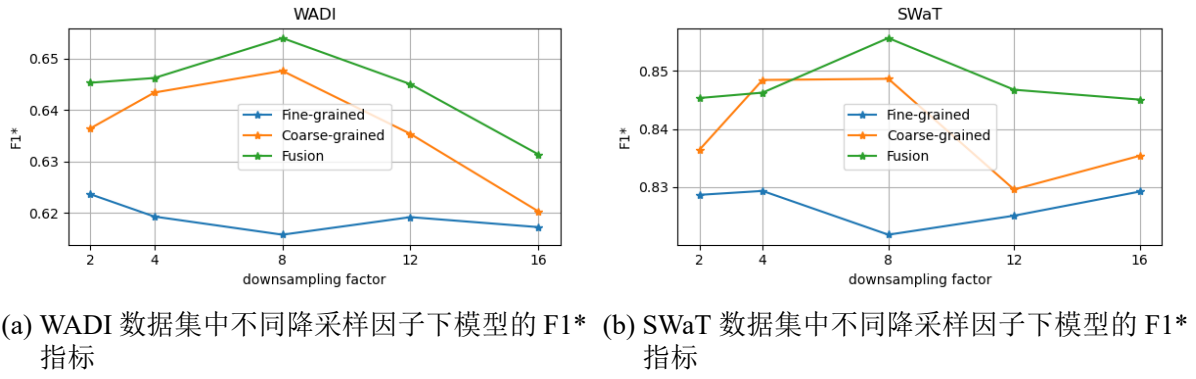 WADI
0.65
0.64
0.63
0.62
F1*
Fine-grained
Coarse-grained
Fusion
2 4 8 12 16
downsampling factor
SWaT
0.85
0.84
0.83
F1*
Fine-grained
Coarse-grained
Fusion
2 4 8 12 16
downsampling factor
(a) WADI 数据集中不同降采样因子下模型的 F1*
指标
(b) SWaT 数据集中不同降采样因子下模型的 F1*
指标